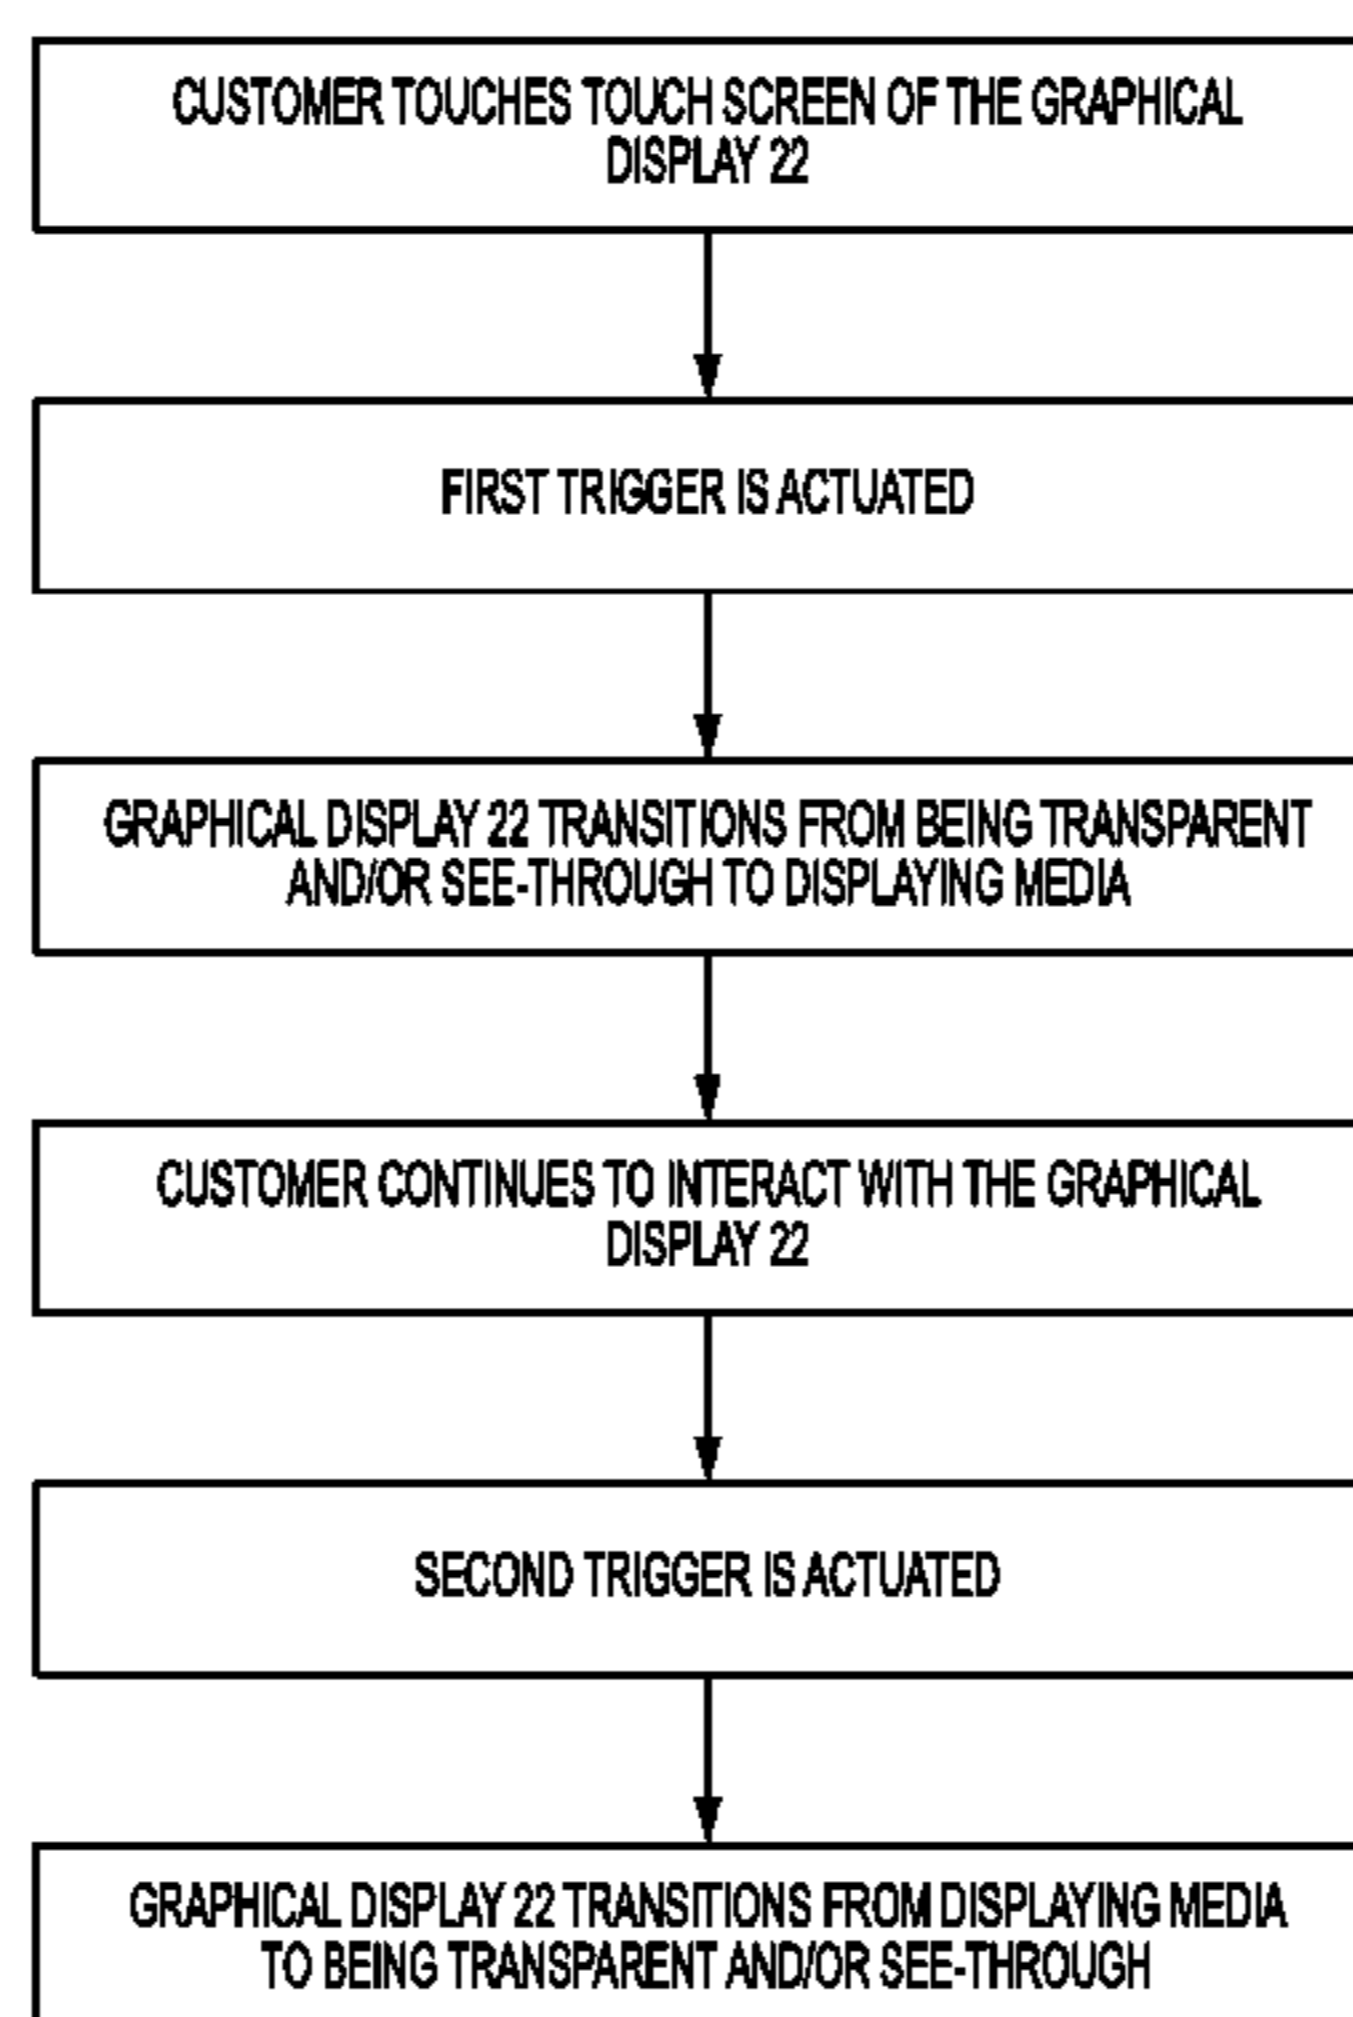 CUSTOMER TOUCHES TOUCH SCREEN OF THE GRAPHICAL
DISPLAY 22
FIRST TRIGGER IS ACTUATED
GRAPHICAL DISPLAY 22 TRANSITIONS FROM BEING TRANSPARENT
AND/OR SEE-THROUGH TO DISPLAYING MEDIA
CUSTOMER CONTINUES TO INTERACT WITH THE GRAPHICAL
DISPLAY 22
SECOND TRIGGER IS ACTUATED
GRAPHICAL DISPLAY 22 TRANSITIONS FROM DISPLAYING MEDIA
TO BEING TRANSPARENT AND/OR SEE-THROUGH